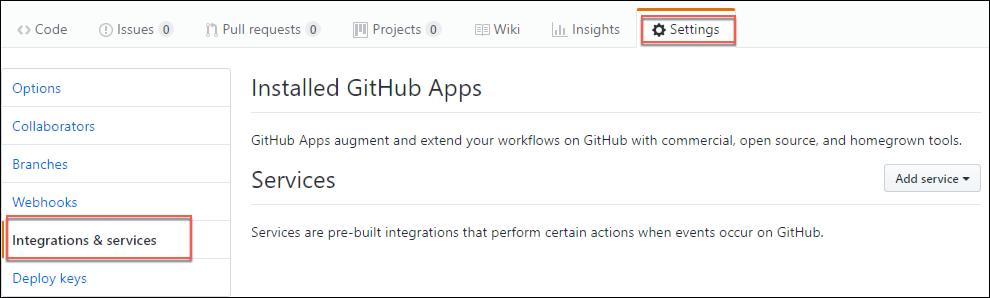 Code Issues 0 Pull requests 0 Projects 0 Wiki Insights Settings
Options
Installed GitHub Apps
Collaborators
GitHub Apps augment and extend your workflows on GitHub with commercial, open source, and homegrown tools.
Branches
Services
Add service
Webhooks
Integrations & services
Services are pre-built integrations that perform certain actions when events occur on GitHub.
Deploy keys